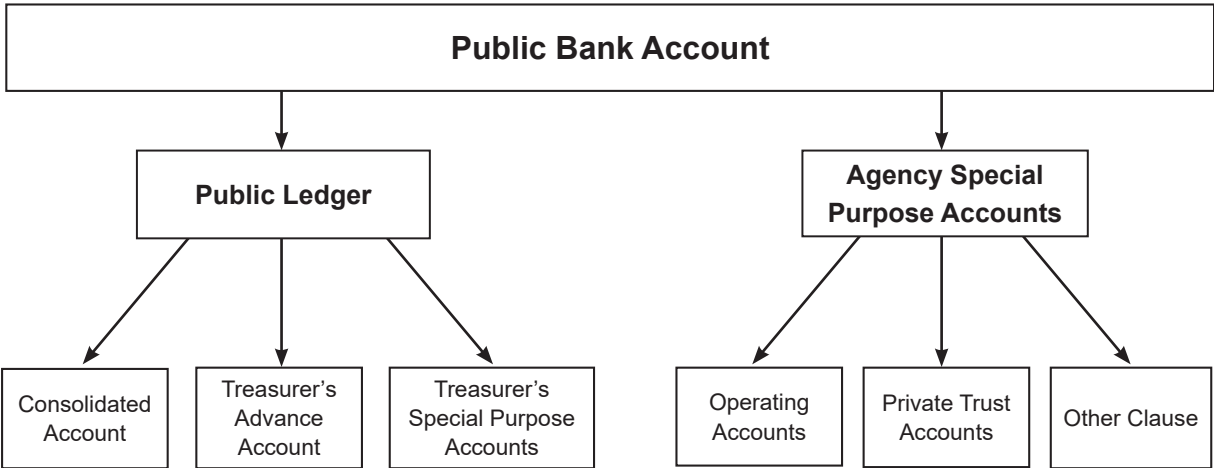 Public Bank Account
Public Ledger
Agency Special
Purpose Accounts
Consolidated
Account
Treasurer’s
Advance
Account
Treasurer’s
Special Purpose
Accounts
Operating
Accounts
Private Trust
Accounts
Other Clause